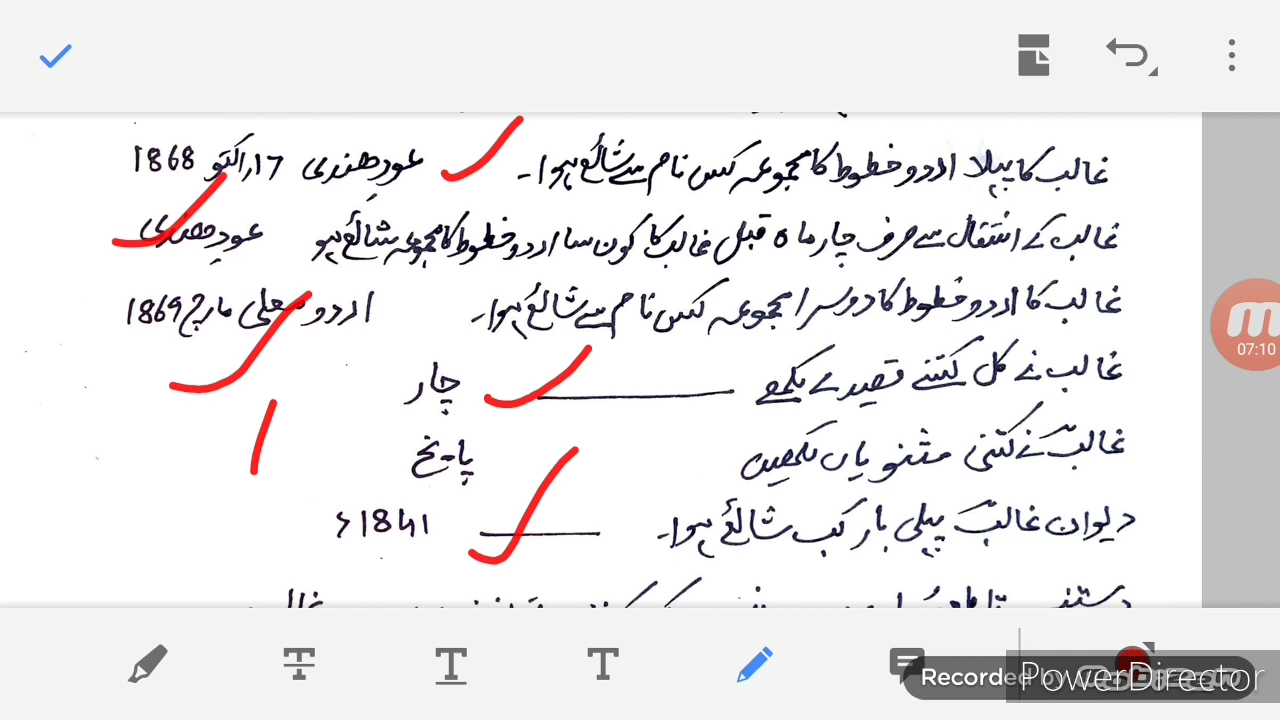 غالب کا پہلا اردو خطوط کا مجموعہ کس نام سے شائع ہوا۔ عودِ ھندی 17، اکتو 1868
غالب کے انتقال سے صرف چار ماہ قبل غالب کا کون سا اردو خطوط کا مجموعہ شائع ہو عودِ ھندی
غالب کا اردو خطوط کا دوسرا مجموعہ کس نام سے شائع ہوا۔ اردو معلی مارچ 1869
غالب نے کل کتنے قصیدے لکھے چار
غالبؔ نے کتنی مثنویاں لکھیں پانچ
دیوان غالبؔ پہلی بار کب شائع ہوا۔ 1841ء
07:10
T T T
Recorded by
PowerDirector